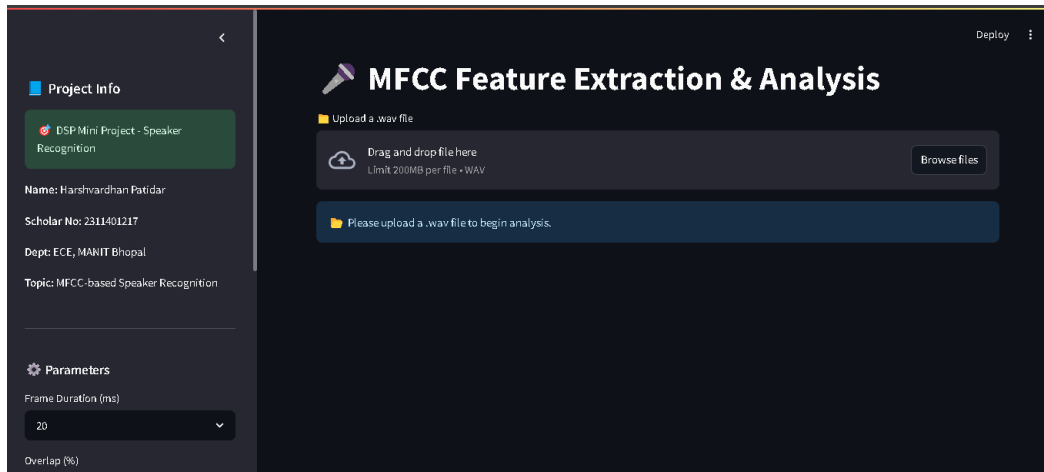 Project Info
DSP Mini Project - Speaker
Recognition
Name: Harshvardhan Patidar
Scholar No: 2311401217
Dept: ECE, MANIT Bhopal
Topic: MFCC-based Speaker Recognition
Parameters
Frame Duration (ms)
20
Overlap (%)
Deploy
MFCC Feature Extraction & Analysis
Upload a .wav file
Drag and drop file here
Limit 200MB per file • WAV
Browse files
Please upload a .wav file to begin analysis.